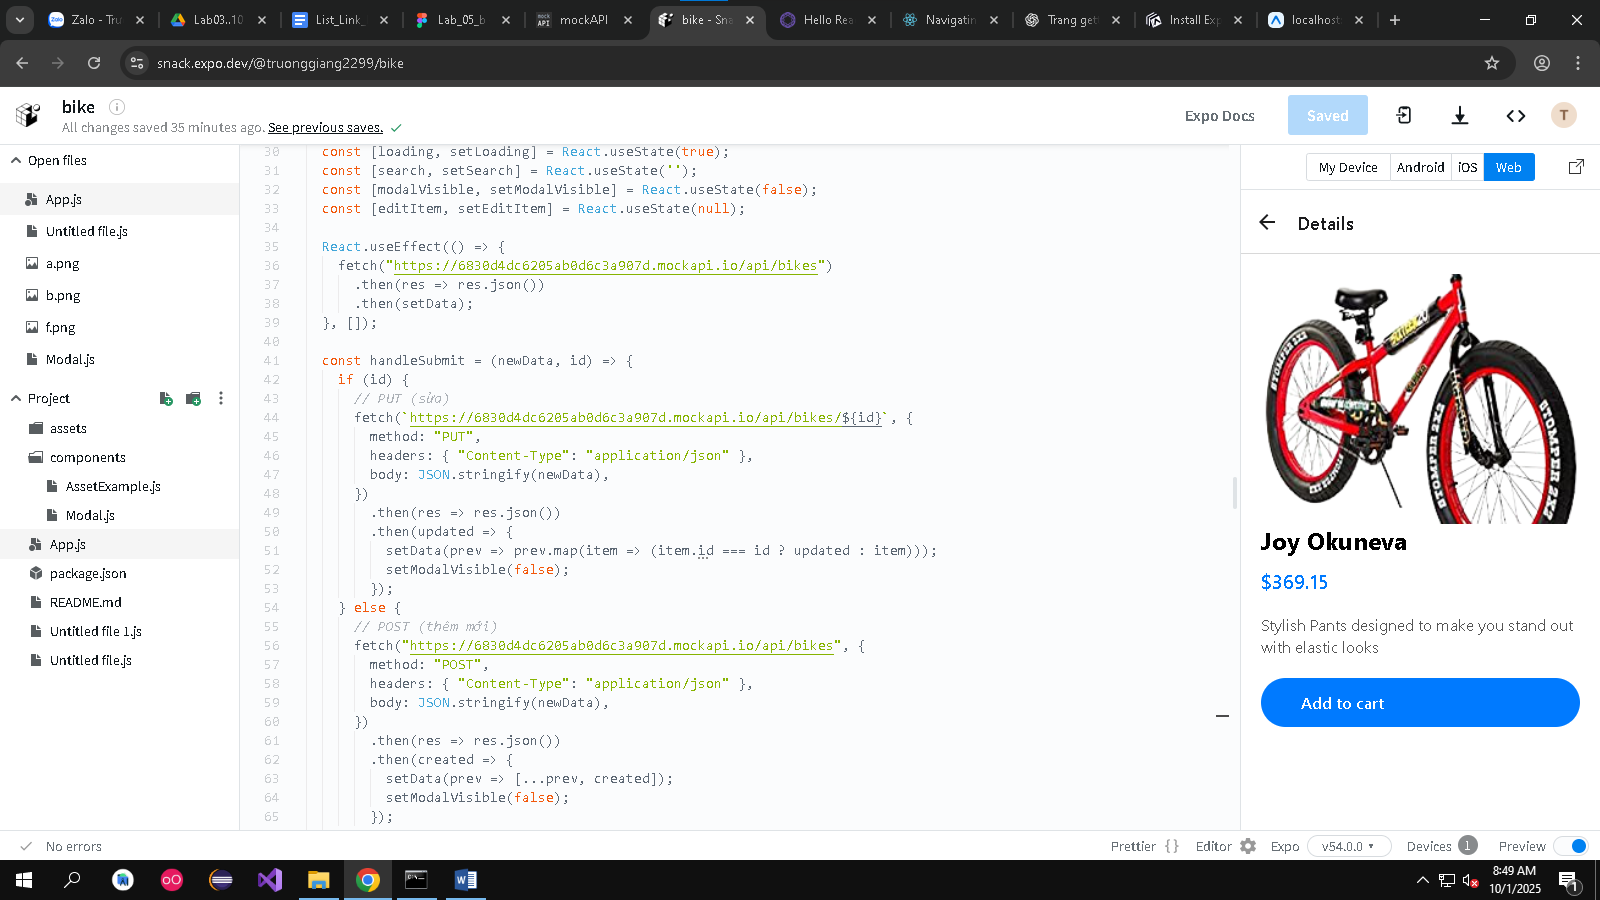 Zalo - Tru
Lab03..10
List_Link_
Lab_05_b
mockAPI
bike - Sna
Hello Rea
Navigatin
Trang get
Install Exp
localhost
snack.expo.dev/@truonggiang2299/bike
bike
All changes saved 35 minutes ago. See previous saves.
Expo Docs
Saved
T
Open files
App.js
Untitled file.js
a.png
b.png
f.png
Modal.js
Project
assets
components
AssetExample.js
Modal.js
App.js
package.json
README.md
Untitled file 1.js
Untitled file.js
30 const [loading, setLoading] = React.useState(true);
31 const [search, setSearch] = React.useState('');
32 const [modalVisible, setModalVisible] = React.useState(false);
33 const [editItem, setEditItem] = React.useState(null);
34
35 React.useEffect(() => {
36 fetch("https://6830d4dc6205ab0d6c3a907d.mockapi.io/api/bikes")
37 .then(res => res.json())
38 .then(setData);
39 }, []);
40
41 const handleSubmit = (newData, id) => {
42 if (id) {
43 // PUT (sửa)
44 fetch(`https://6830d4dc6205ab0d6c3a907d.mockapi.io/api/bikes/${id}`, {
45 method: "PUT",
46 headers: { "Content-Type": "application/json" },
47 body: JSON.stringify(newData),
48 })
49 .then(res => res.json())
50 .then(updated => {
51 setData(prev => prev.map(item => (item.id === id ? updated : item)));
52 setModalVisible(false);
53 });
54 } else {
55 // POST (thêm mới)
56 fetch("https://6830d4dc6205ab0d6c3a907d.mockapi.io/api/bikes", {
57 method: "POST",
58 headers: { "Content-Type": "application/json" },
59 body: JSON.stringify(newData),
60 })
61 .then(res => res.json())
62 .then(created => {
63 setData(prev => [...prev, created]);
64 setModalVisible(false);
65 });
My Device
Android
iOS
Web
Details
Joy Okuneva
$369.15
Stylish Pants designed to make you stand out
with elastic looks
Add to cart
No errors
Prettier {}
Editor
Expo
v54.0.0
Devices
1
Preview
8:49 AM
10/1/2025
1